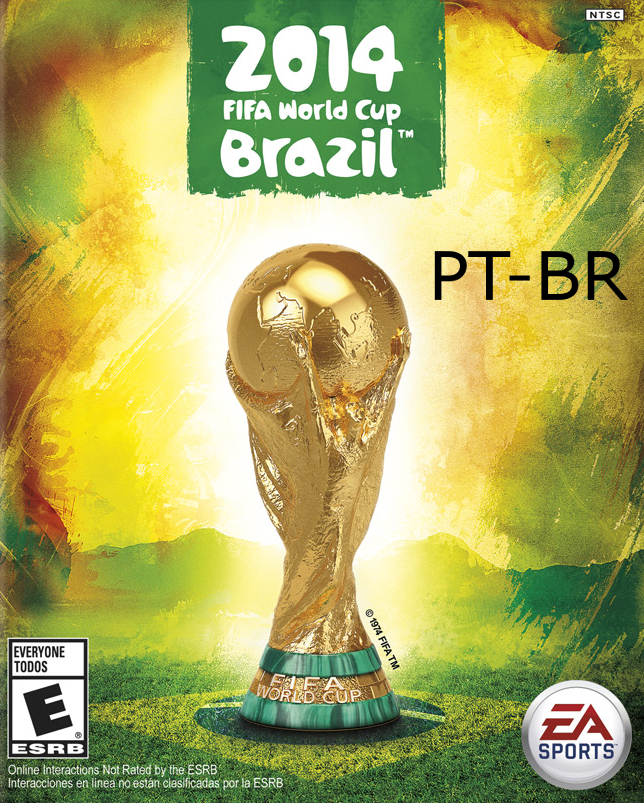 NTSC
2014
FIFA World Cup
Brazil™
PT-BR
© 1974 FIFA TM
FIFA
WORLD CUP
EVERYONE
TODOS
E
®
ESRB
EA
SPORTS™
Online Interactions Not Rated by the ESRB
Interacciones en línea no están clasificadas por la ESRB